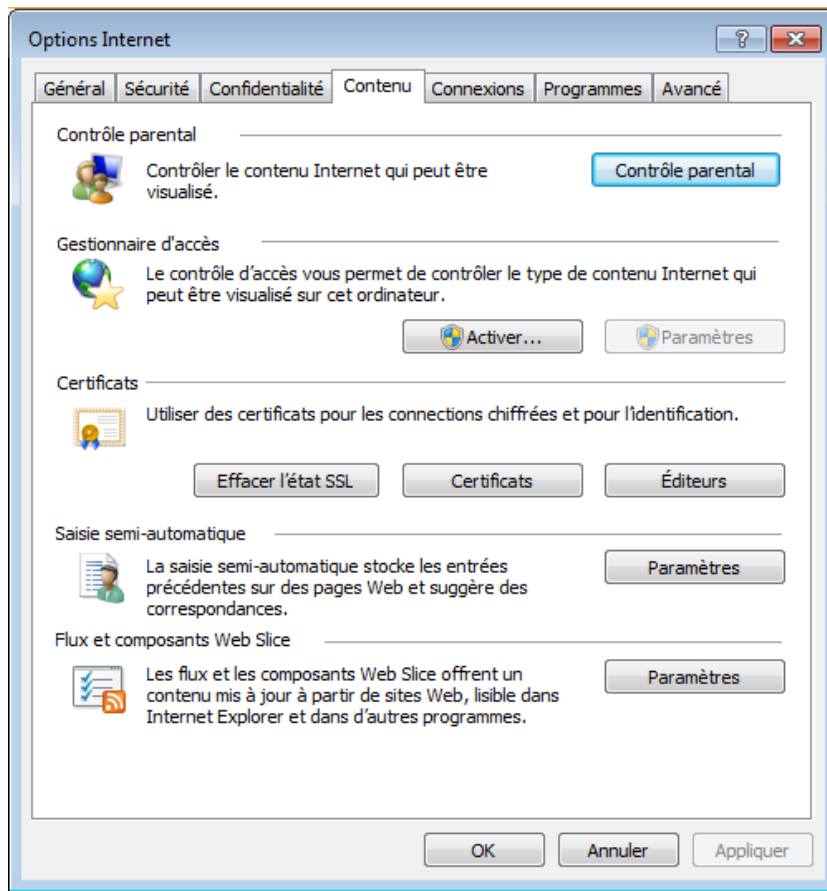 Options Internet
Général Sécurité Confidentialité Contenu Connexions Programmes Avancé
Contrôle parental
Contrôler le contenu Internet qui peut être
visualisé.
Contrôle parental
Gestionnaire d'accès
Le contrôle d'accès vous permet de contrôler le type de contenu Internet qui
peut être visualisé sur cet ordinateur.
Activer... Paramètres
Certificats
Utiliser des certificats pour les connections chiffrées et pour l'identification.
Effacer l'état SSL Certificats Éditeurs
Saisie semi-automatique
La saisie semi-automatique stocke les entrées
précédentes sur des pages Web et suggère des
correspondances.
Paramètres
Flux et composants Web Slice
Les flux et les composants Web Slice offrent un
contenu mis à jour à partir de sites Web, lisible dans
Internet Explorer et dans d'autres programmes.
Paramètres
OK Annuler Appliquer